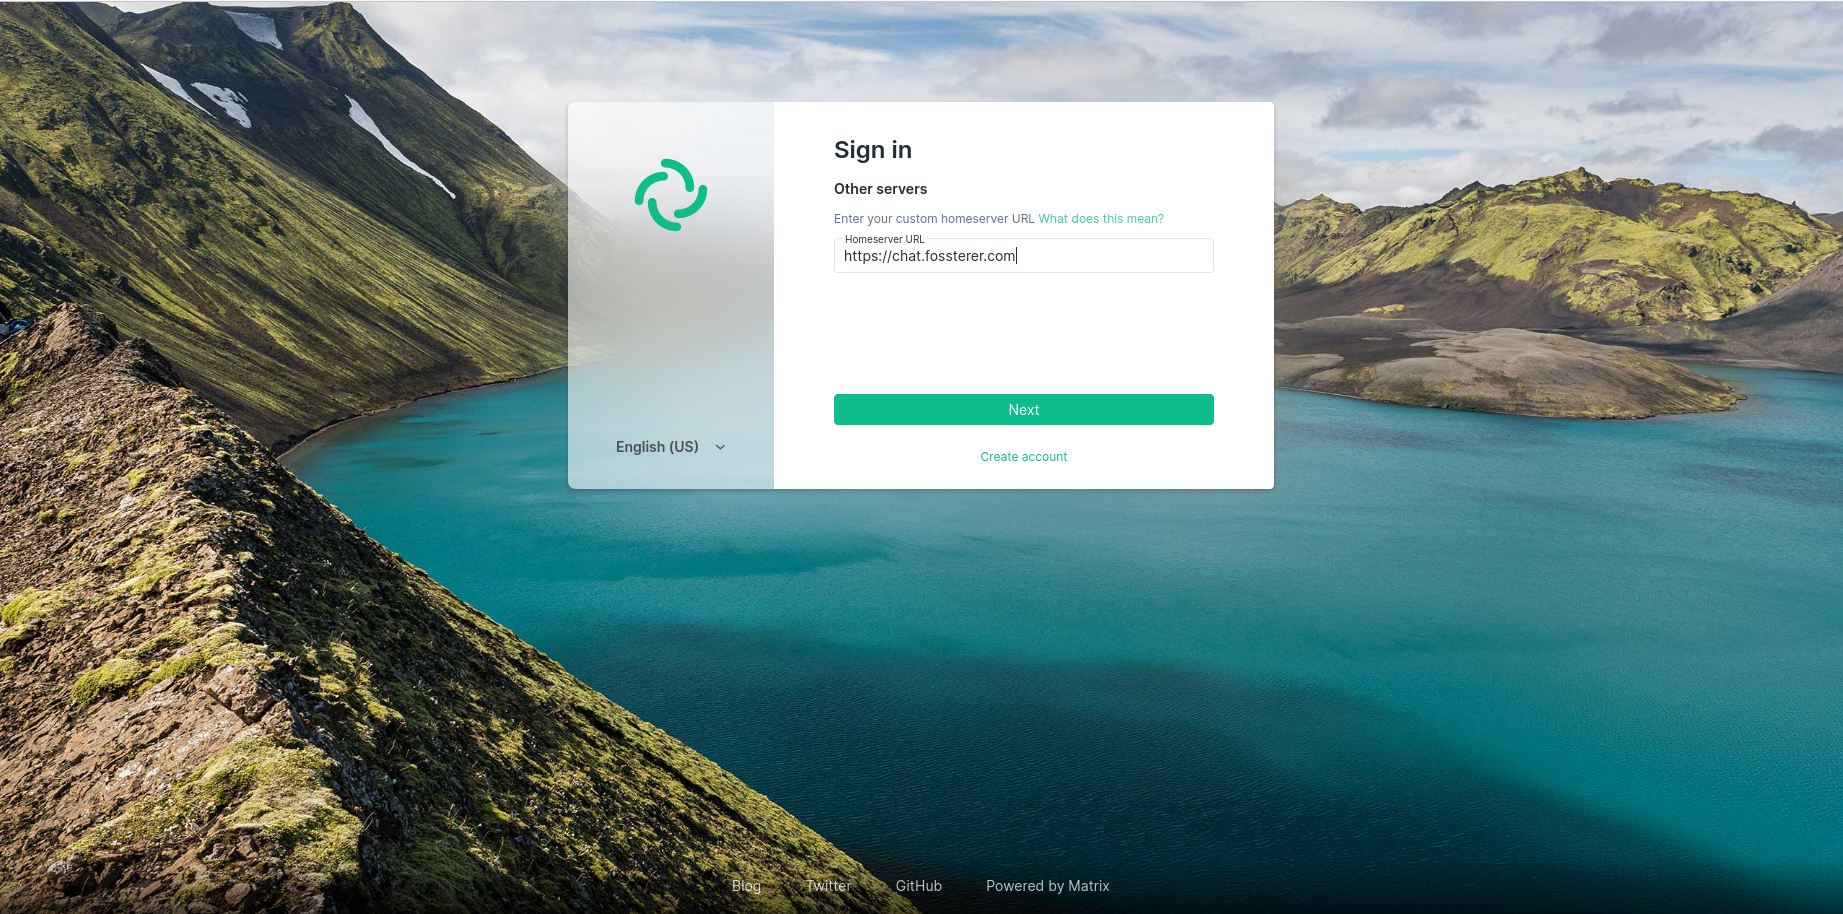 Sign in
Other servers
Enter your custom homeserver URL What does this mean?
Homeserver URL
https://chat.fossterer.com
Next
English (US)
Create account
Blog Twitter GitHub Powered by Matrix